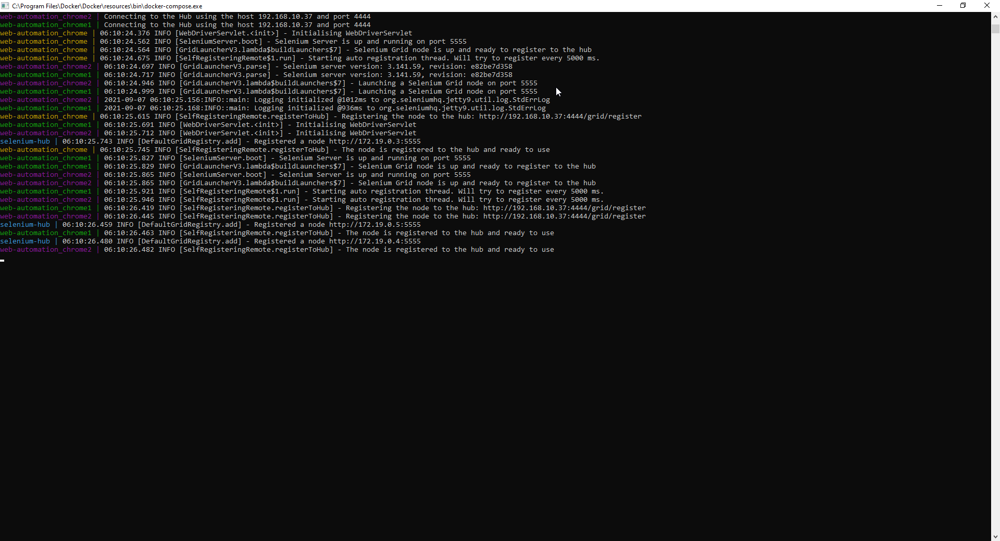 C:\Program Files\Docker\Docker\resources\bin\docker-compose.exe
web-automation_chrome2 | Connecting to the Hub using the host 192.168.10.37 and port 4444
web-automation_chrome1 | Connecting to the Hub using the host 192.168.10.37 and port 4444
web-automation_chrome | 06:10:24.376 INFO [WebDriverServlet.<init>] - Initialising WebDriverServlet
web-automation_chrome | 06:10:24.562 INFO [SeleniumServer.boot] - Selenium Server is up and running on port 5555
web-automation_chrome | 06:10:24.564 INFO [GridLauncherV3.lambda$buildLaunchers$7] - Selenium Grid node is up and ready to register to the hub
web-automation_chrome | 06:10:24.675 INFO [SelfRegisteringRemote$1.run] - Starting auto registration thread. Will try to register every 5000 ms.
web-automation_chrome2 | 06:10:24.697 INFO [GridLauncherV3.parse] - Selenium server version: 3.141.59, revision: e82be7d358
web-automation_chrome1 | 06:10:24.717 INFO [GridLauncherV3.parse] - Selenium server version: 3.141.59, revision: e82be7d358
web-automation_chrome2 | 06:10:24.946 INFO [GridLauncherV3.lambda$buildLaunchers$7] - Launching a Selenium Grid node on port 5555
web-automation_chrome1 | 06:10:24.999 INFO [GridLauncherV3.lambda$buildLaunchers$7] - Launching a Selenium Grid node on port 5555
web-automation_chrome2 | 2021-09-07 06:10:25.156:INFO::main: Logging initialized @1012ms to org.seleniumhq.jetty9.util.log.StdErrLog
web-automation_chrome1 | 2021-09-07 06:10:25.168:INFO::main: Logging initialized @936ms to org.seleniumhq.jetty9.util.log.StdErrLog
web-automation_chrome | 06:10:25.615 INFO [SelfRegisteringRemote.registerToHub] - Registering the node to the hub: http://192.168.10.37:4444/grid/register
web-automation_chrome1 | 06:10:25.691 INFO [WebDriverServlet.<init>] - Initialising WebDriverServlet
web-automation_chrome2 | 06:10:25.712 INFO [WebDriverServlet.<init>] - Initialising WebDriverServlet
selenium-hub | 06:10:25.743 INFO [DefaultGridRegistry.add] - Registered a node http://172.19.0.3:5555
web-automation_chrome | 06:10:25.745 INFO [SelfRegisteringRemote.registerToHub] - The node is registered to the hub and ready to use
web-automation_chrome1 | 06:10:25.827 INFO [SeleniumServer.boot] - Selenium Server is up and running on port 5555
web-automation_chrome1 | 06:10:25.829 INFO [GridLauncherV3.lambda$buildLaunchers$7] - Selenium Grid node is up and ready to register to the hub
web-automation_chrome2 | 06:10:25.865 INFO [SeleniumServer.boot] - Selenium Server is up and running on port 5555
web-automation_chrome2 | 06:10:25.865 INFO [GridLauncherV3.lambda$buildLaunchers$7] - Selenium Grid node is up and ready to register to the hub
web-automation_chrome1 | 06:10:25.921 INFO [SelfRegisteringRemote$1.run] - Starting auto registration thread. Will try to register every 5000 ms.
web-automation_chrome2 | 06:10:25.946 INFO [SelfRegisteringRemote$1.run] - Starting auto registration thread. Will try to register every 5000 ms.
web-automation_chrome1 | 06:10:26.419 INFO [SelfRegisteringRemote.registerToHub] - Registering the node to the hub: http://192.168.10.37:4444/grid/register
web-automation_chrome2 | 06:10:26.445 INFO [SelfRegisteringRemote.registerToHub] - Registering the node to the hub: http://192.168.10.37:4444/grid/register
selenium-hub | 06:10:26.459 INFO [DefaultGridRegistry.add] - Registered a node http://172.19.0.5:5555
web-automation_chrome1 | 06:10:26.463 INFO [SelfRegisteringRemote.registerToHub] - The node is registered to the hub and ready to use
selenium-hub | 06:10:26.480 INFO [DefaultGridRegistry.add] - Registered a node http://172.19.0.4:5555
web-automation_chrome2 | 06:10:26.482 INFO [SelfRegisteringRemote.registerToHub] - The node is registered to the hub and ready to use